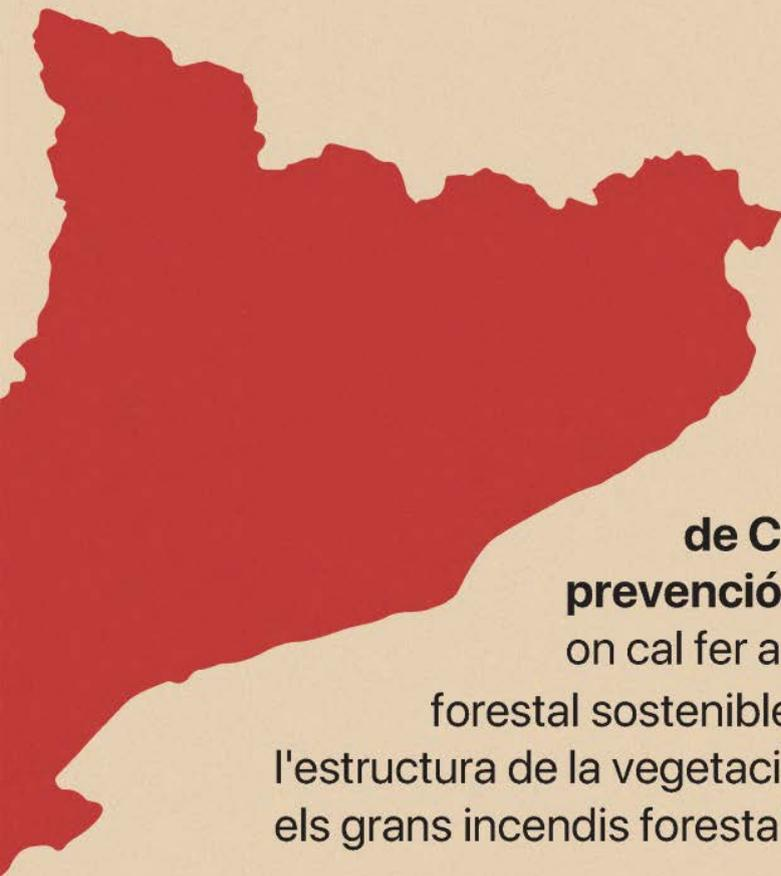 de C
prevenció
on cal fer a
forestal sostenible
l'estructura de la vegetaci
els grans incendis foresta